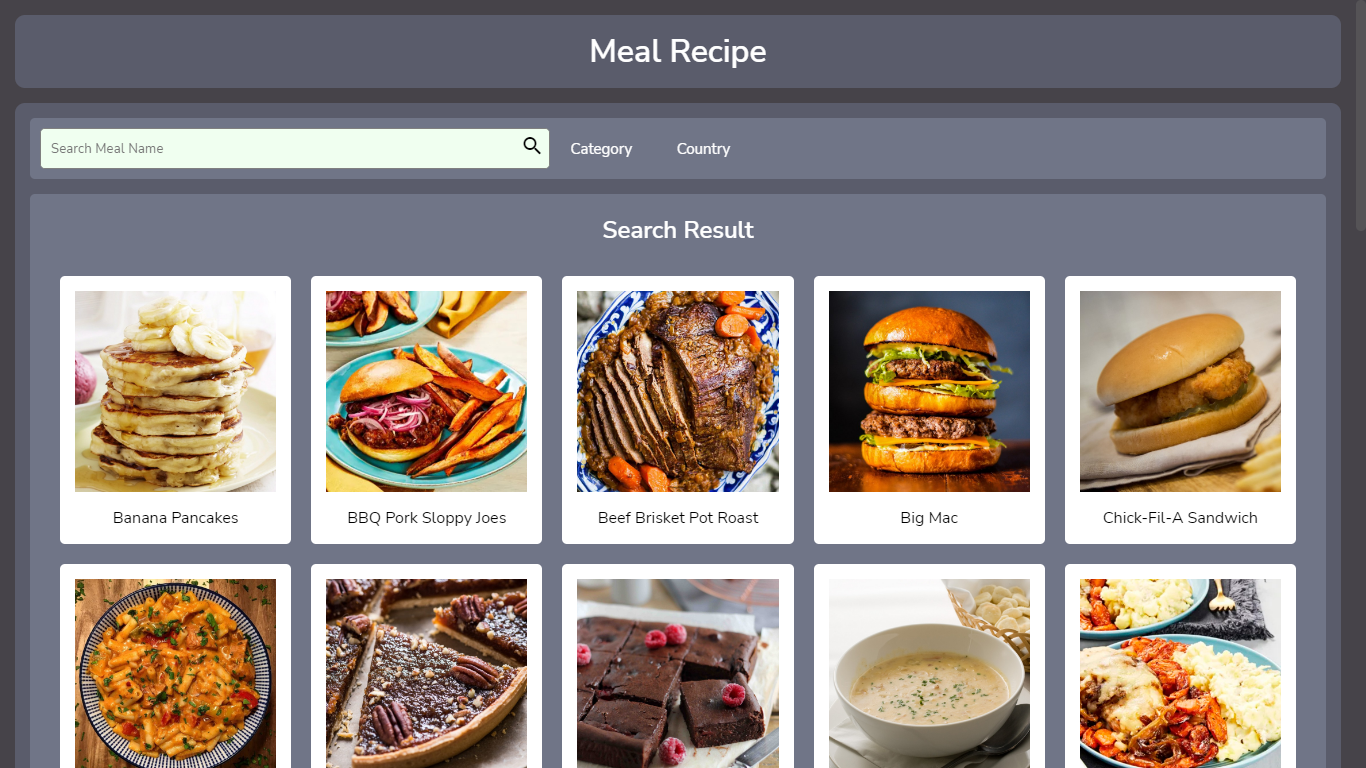 Meal Recipe
Search Meal Name
Category
Country
Search Result
Banana Pancakes
BBQ Pork Sloppy Joes
Beef Brisket Pot Roast
Big Mac
Chick-Fil-A Sandwich